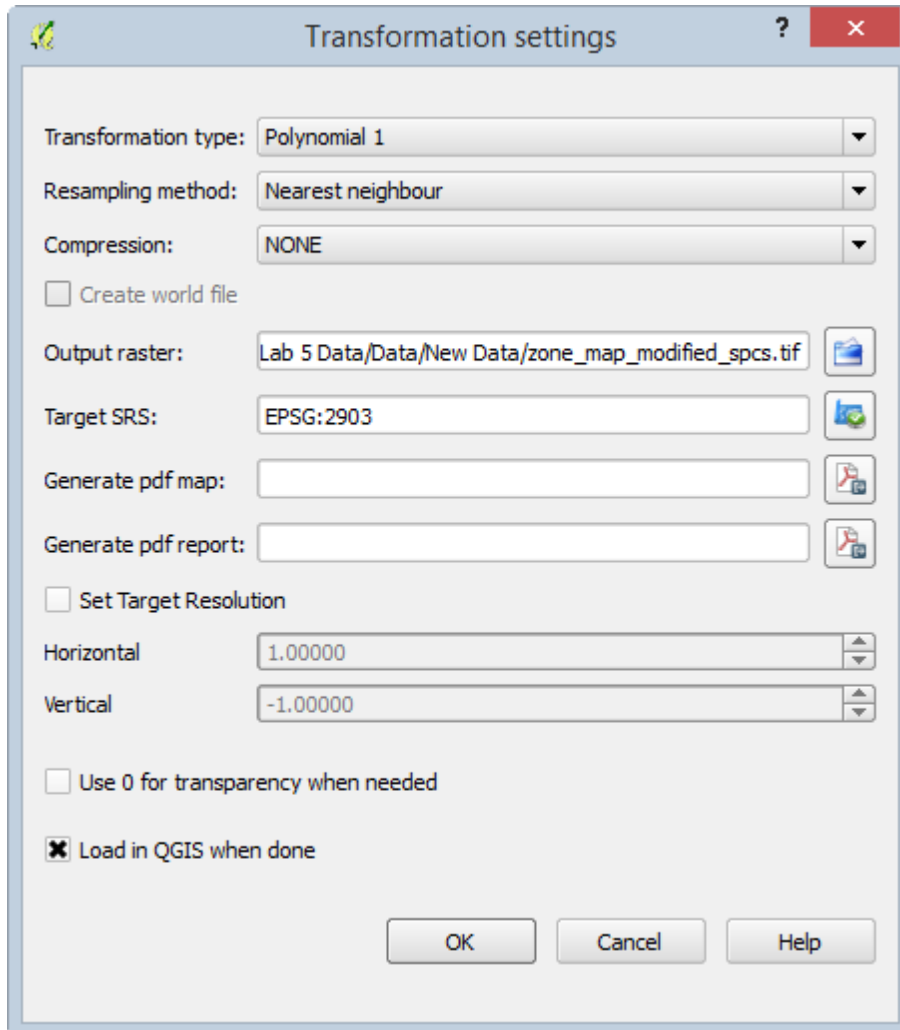 Transformation settings ? ×
Transformation type: Polynomial 1
Resampling method: Nearest neighbour
Compression: NONE
Create world file
Output raster: Lab 5 Data/Data/New Data/zone_map_modified_spcs.tif
Target SRS: EPSG:2903
Generate pdf map:
Generate pdf report:
Set Target Resolution
Horizontal 1.00000
Vertical -1.00000
Use 0 for transparency when needed
Load in QGIS when done
OK Cancel Help